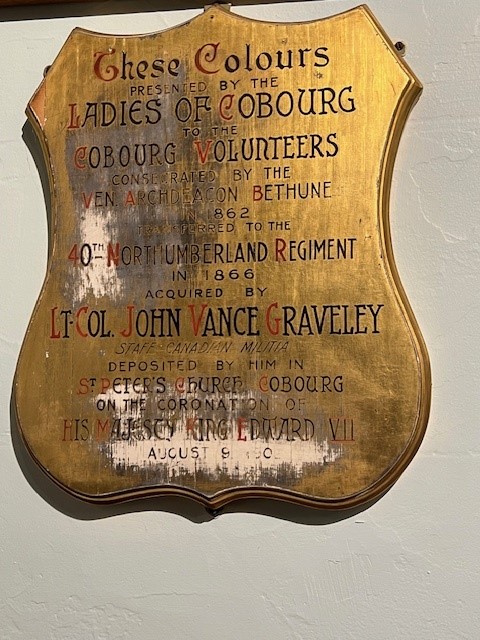 These Colours
PRESENTED BY THE
LADIES OF COBOURG
TO THE
COBOURG VOLUNTEERS
CONSECRATED BY THE
VEN. ARCHDEACON BETHUNE
IN 1862
TRANSFERRED TO THE
40TH NORTHUMBERLAND REGIMENT
IN 1866
ACQUIRED BY
LT-COL. JOHN VANCE GRAVELEY
STAFF-CANADIAN MILITIA
DEPOSITED BY HIM IN
ST PETER'S CHURCH COBOURG
ON THE CORONATION OF
HIS MAJESTY KING EDWARD VII
AUGUST 9